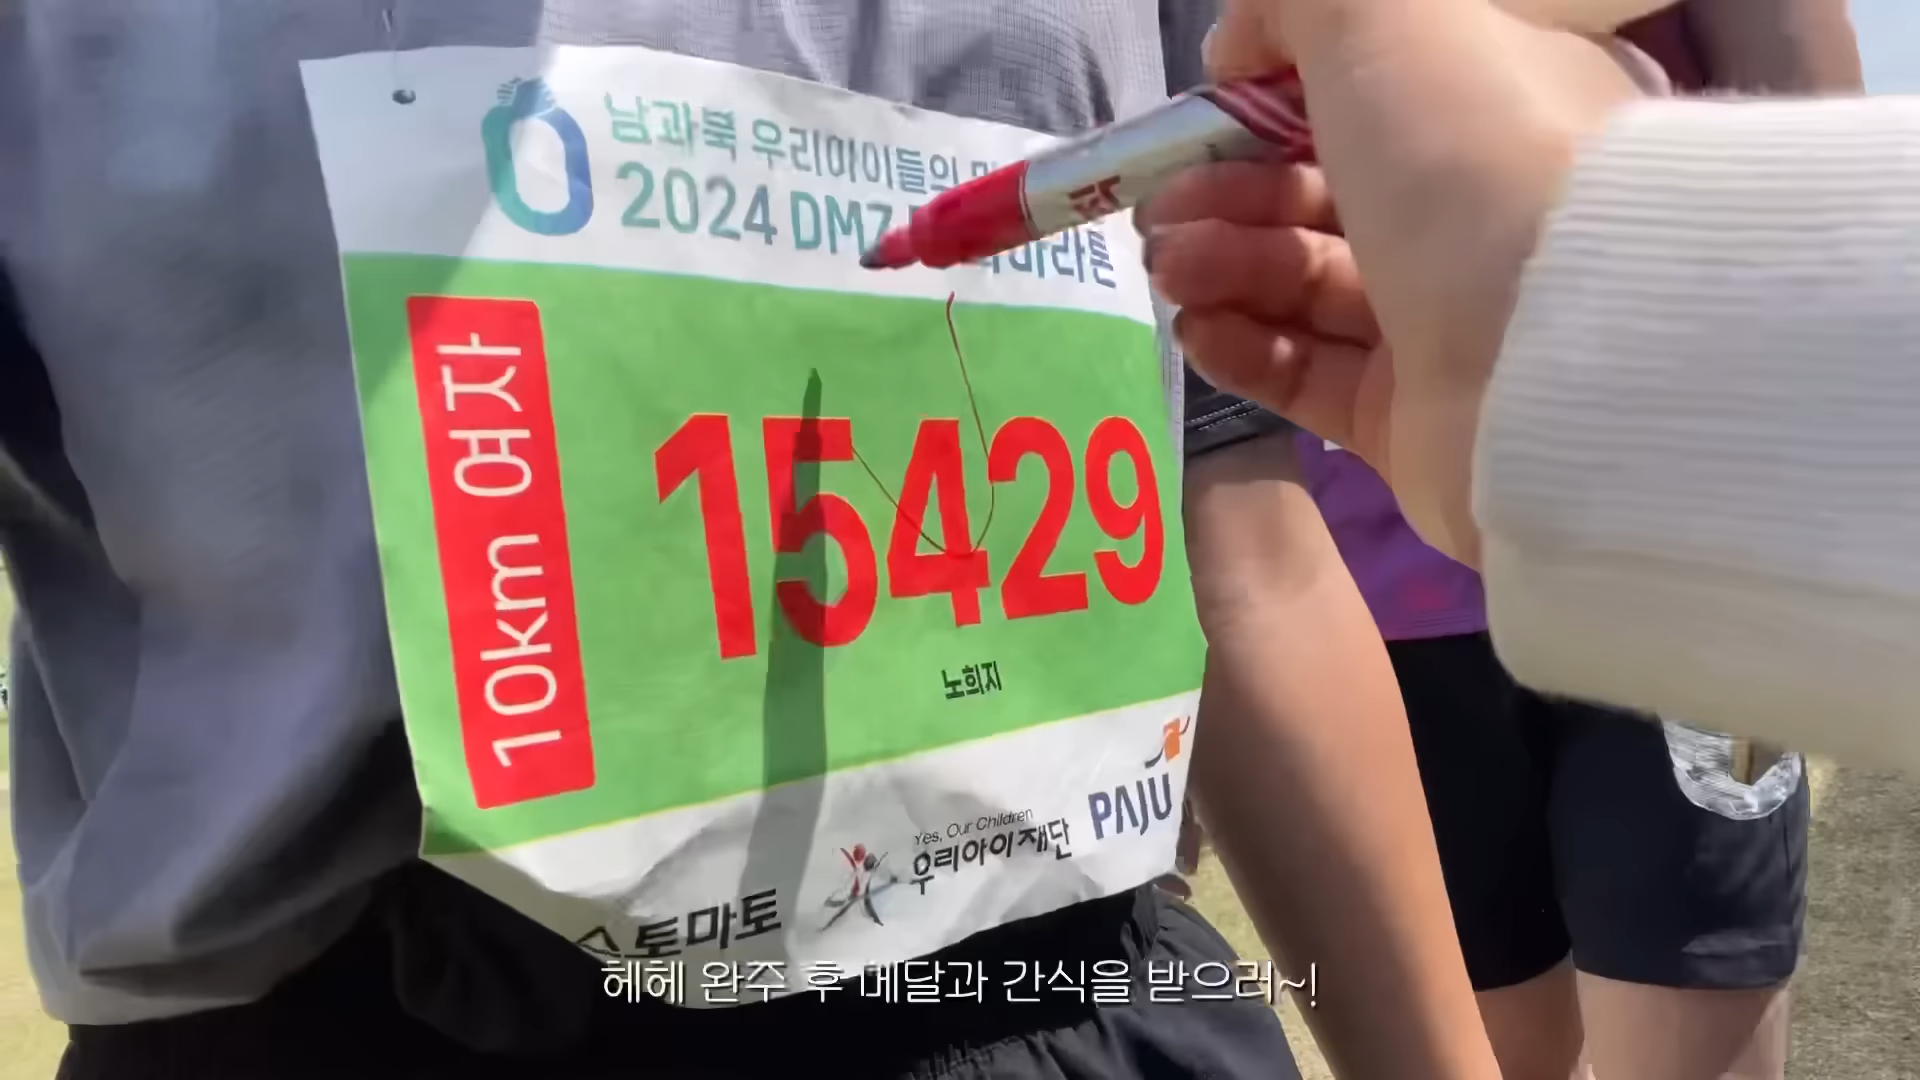 남과북 우리아이들의
2024 DMZ 마라톤
10km 여자
15429
노희지
PAJU
Yes, Our Children
우리아이재단
스토마토
헤헤 완주 후 메달과 간식을 받으러~!